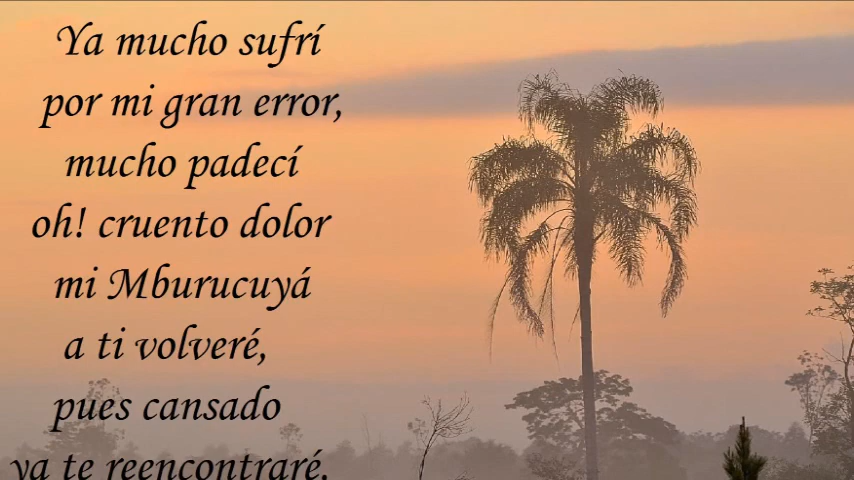 Ya mucho sufrí
por mi gran error,
mucho padecí
oh! cruento dolor
mi Mburucuyá
a ti volveré,
pues cansado
ya te reencontraré.